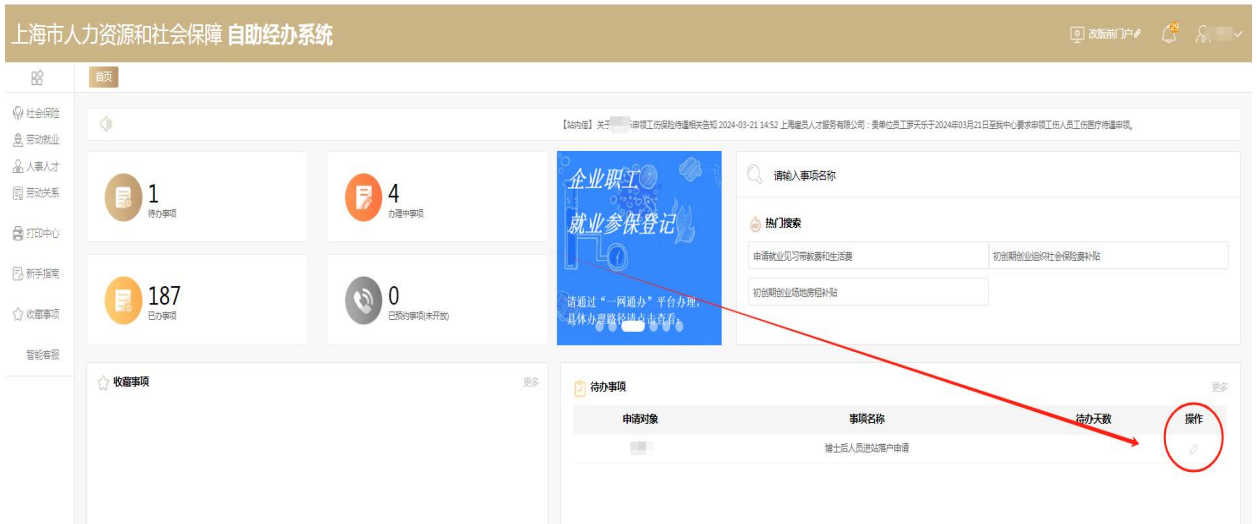 上海市人力资源和社会保障 自助经办系统
改版前门户
29
首页
社会保险
劳动就业
人事人才
劳动关系
打印中心
新手指南
收藏事项
智能客服
【站内信】关于 乐申领工伤保险待遇相关告知 2024-03-21 14:52 上海雇员人才服务有限公司：贵单位员工罗天乐于2024年03月21日至我中心要求申领工伤人员工伤医疗待遇申领。
1
待办事项
4
办理中事项
187
已办事项
0
已预约事项(未开放)
企业职工
就业参保登记
请通过“一网通办”平台办理，
具体办理路径请点击查看。
请输入事项名称
热门搜索
申请就业见习带教费和生活费
初创期创业组织社会保险费补贴
初创期创业场地房租补贴
收藏事项
更多
待办事项
更多
申请对象 事项名称 待办天数 操作
博士后人员进站落户申请